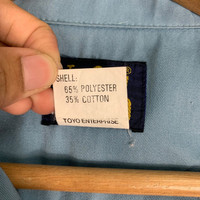 SHELL:
65% POLYESTER
35% COTTON
TOYO ENTERPRISE